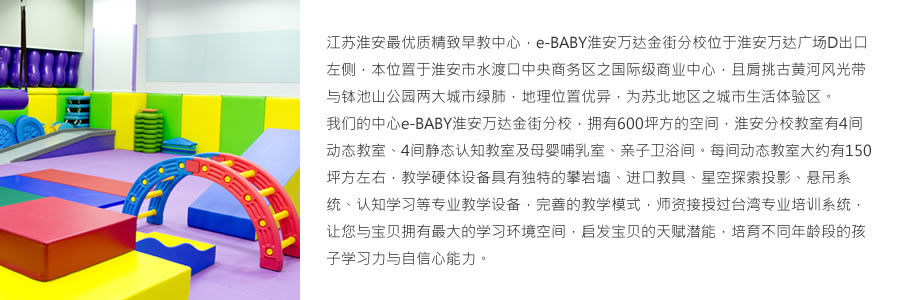 江苏淮安最优质精致早教中心，e-BABY淮安万达金街分校位于淮安万达广场D出口
左侧，本位置于淮安市水渡口中央商务区之国际级商业中心，且肩挑古黄河风光带
与钵池山公园两大城市绿肺，地理位置优异，为苏北地区之城市生活体验区。
我们的中心e-BABY淮安万达金街分校，拥有600坪方的空间，淮安分校教室有4间
动态教室、4间静态认知教室及母婴哺乳室、亲子卫浴间。每间动态教室大约有150
坪方左右，教学硬体设备具有独特的攀岩墙、进口教具、星空探索投影、悬吊系
统、认知学习等专业教学设备，完善的教学模式，师资接授过台湾专业培训系统，
让您与宝贝拥有最大的学习环境空间，启发宝贝的天赋潜能，培育不同年龄段的孩
子学习力与自信心能力。